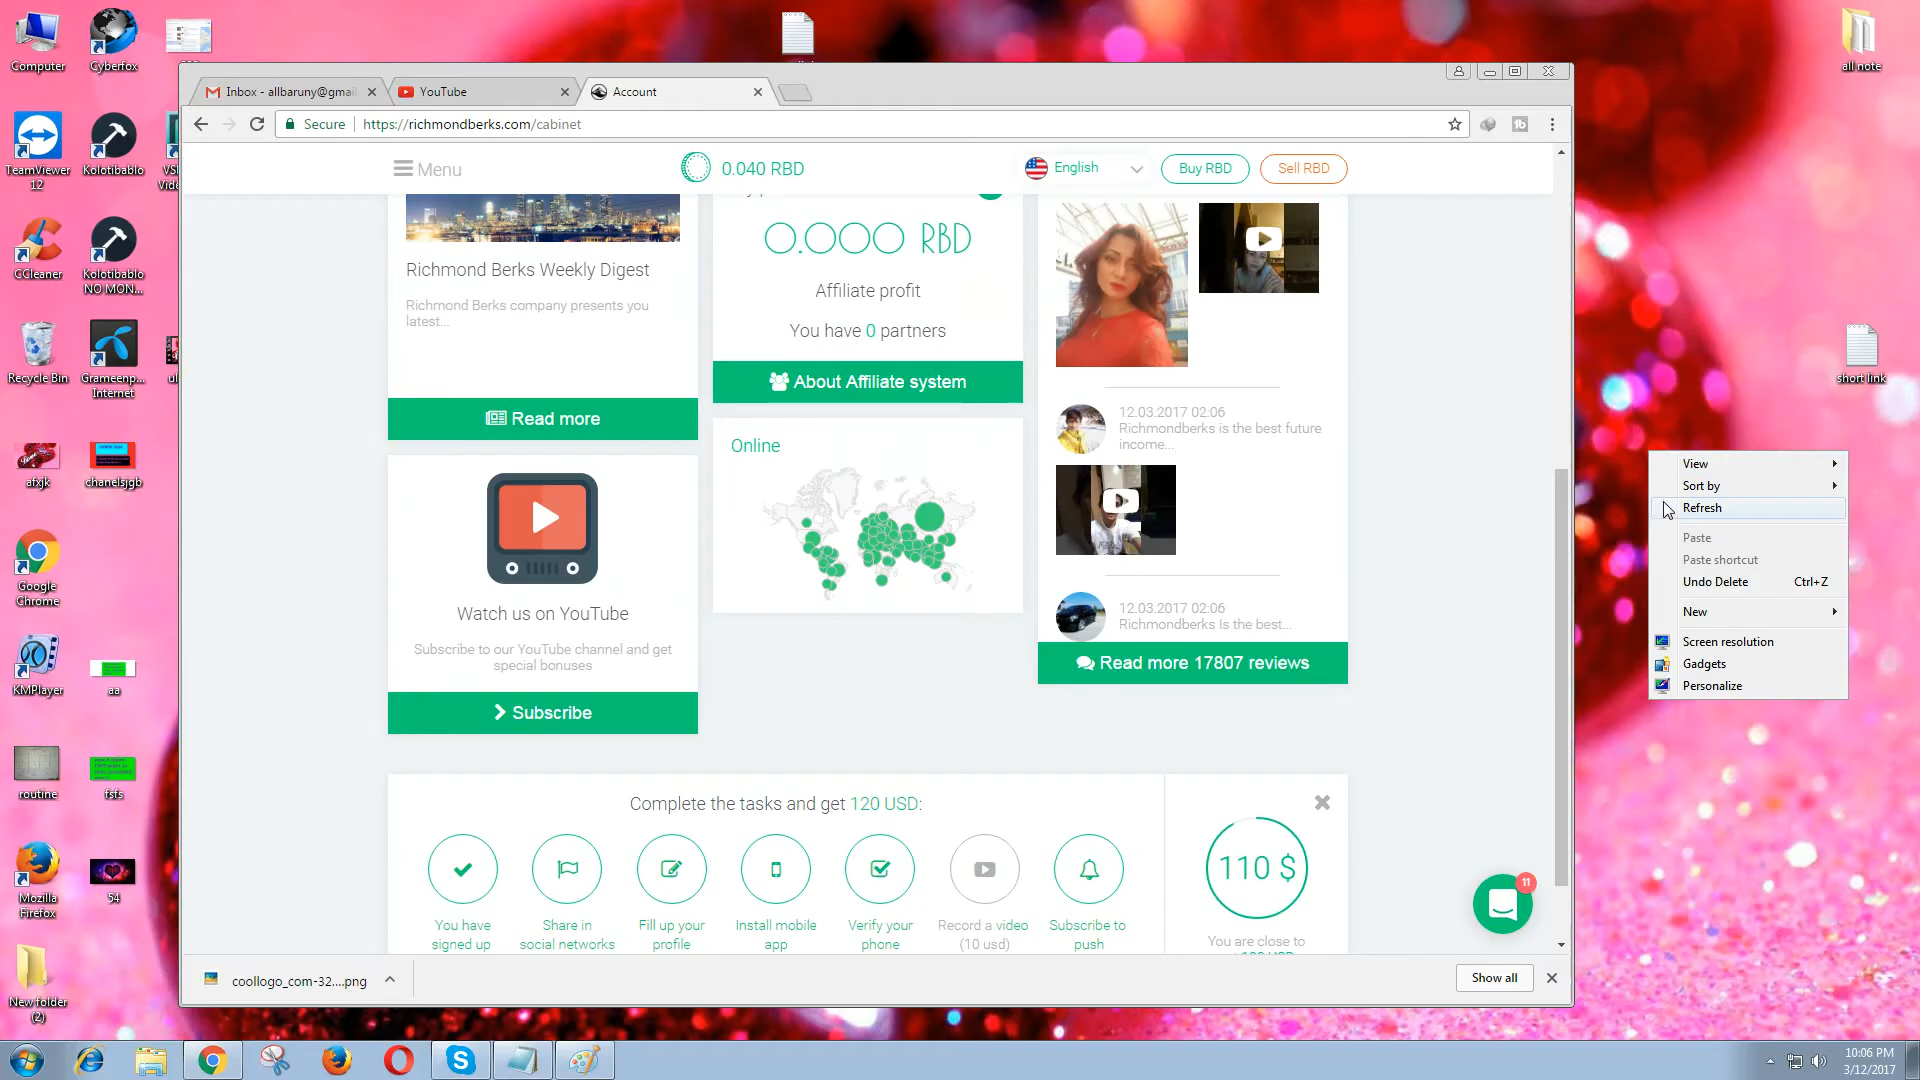 Computer
Cyberfox
all note
TeamViewer
12
Kolotibablo
CCleaner
Kolotibablo
NO MON...
Recycle Bin
Grameenp...
Internet
short link
afxjk
chanelsjgb
Google
Chrome
KMPlayer
aa
routine
fsfs
Mozilla
Firefox
54
New folder
(2)
Inbox - allbaruny@gmai
YouTube
Account
Secure
https://richmondberks.com/cabinet
Menu
0.040 RBD
English
Buy RBD
Sell RBD
Richmond Berks Weekly Digest
Richmond Berks company presents you
latest...
Read more
0.000 RBD
Affiliate profit
You have 0 partners
About Affiliate system
Online
Watch us on YouTube
Subscribe to our YouTube channel and get
special bonuses
Subscribe
12.03.2017 02:06
Richmondberks is the best future
income...
12.03.2017 02:06
Richmondberks Is the best...
Read more 17807 reviews
Complete the tasks and get 120 USD:
You have
signed up
Share in
social networks
Fill up your
profile
Install mobile
app
Verify your
phone
Record a video
(10 usd)
Subscribe to
push
110 $
You are close to
11
coollogo_com-32....png
Show all
View
Sort by
Refresh
Paste
Paste shortcut
Undo Delete Ctrl+Z
New
Screen resolution
Gadgets
Personalize
10:06 PM
3/12/2017